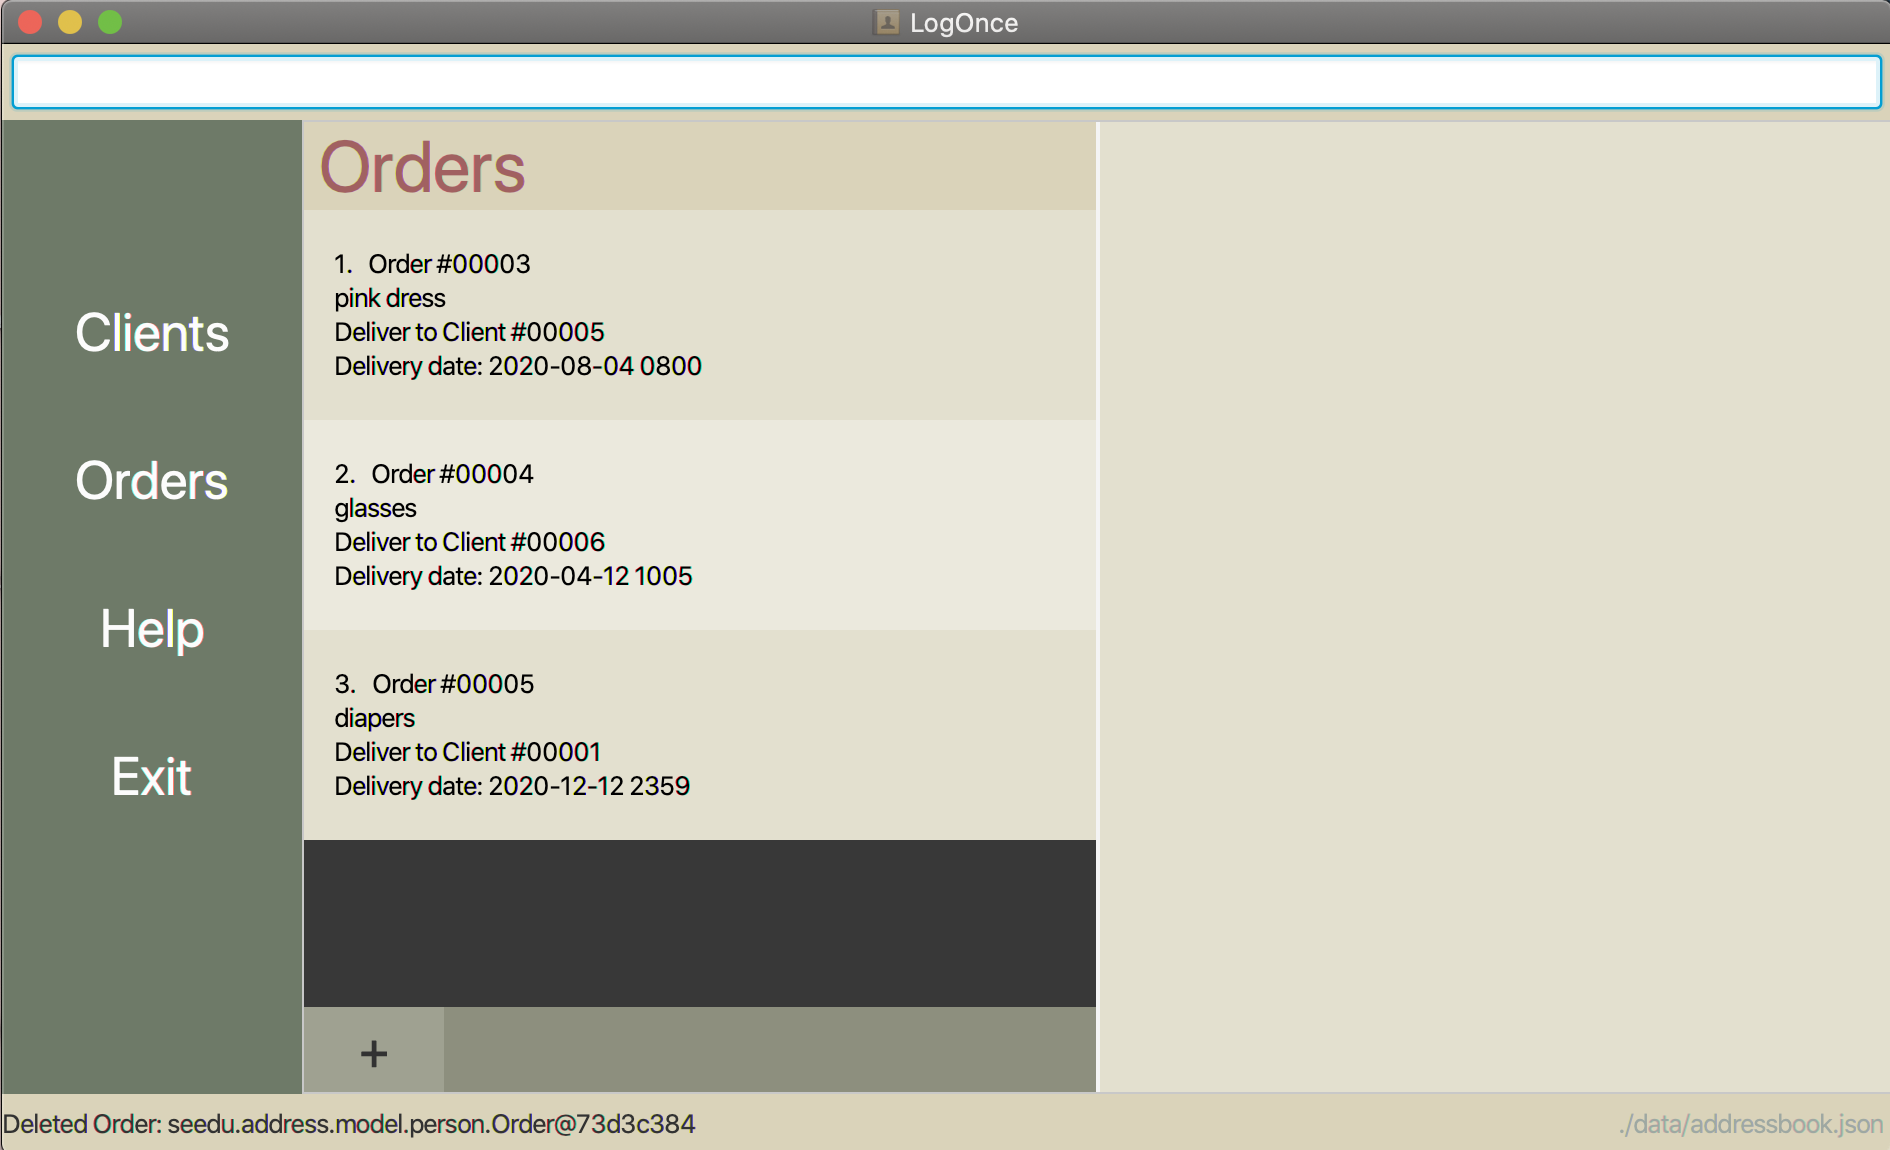 LogOnce
Clients
Orders
Help
Exit
Orders
1. Order #00003
pink dress
Deliver to Client #00005
Delivery date: 2020-08-04 0800
2. Order #00004
glasses
Deliver to Client #00006
Delivery date: 2020-04-12 1005
3. Order #00005
diapers
Deliver to Client #00001
Delivery date: 2020-12-12 2359
+
Deleted Order: seedu.address.model.person.Order@73d3c384
./data/addressbook.json